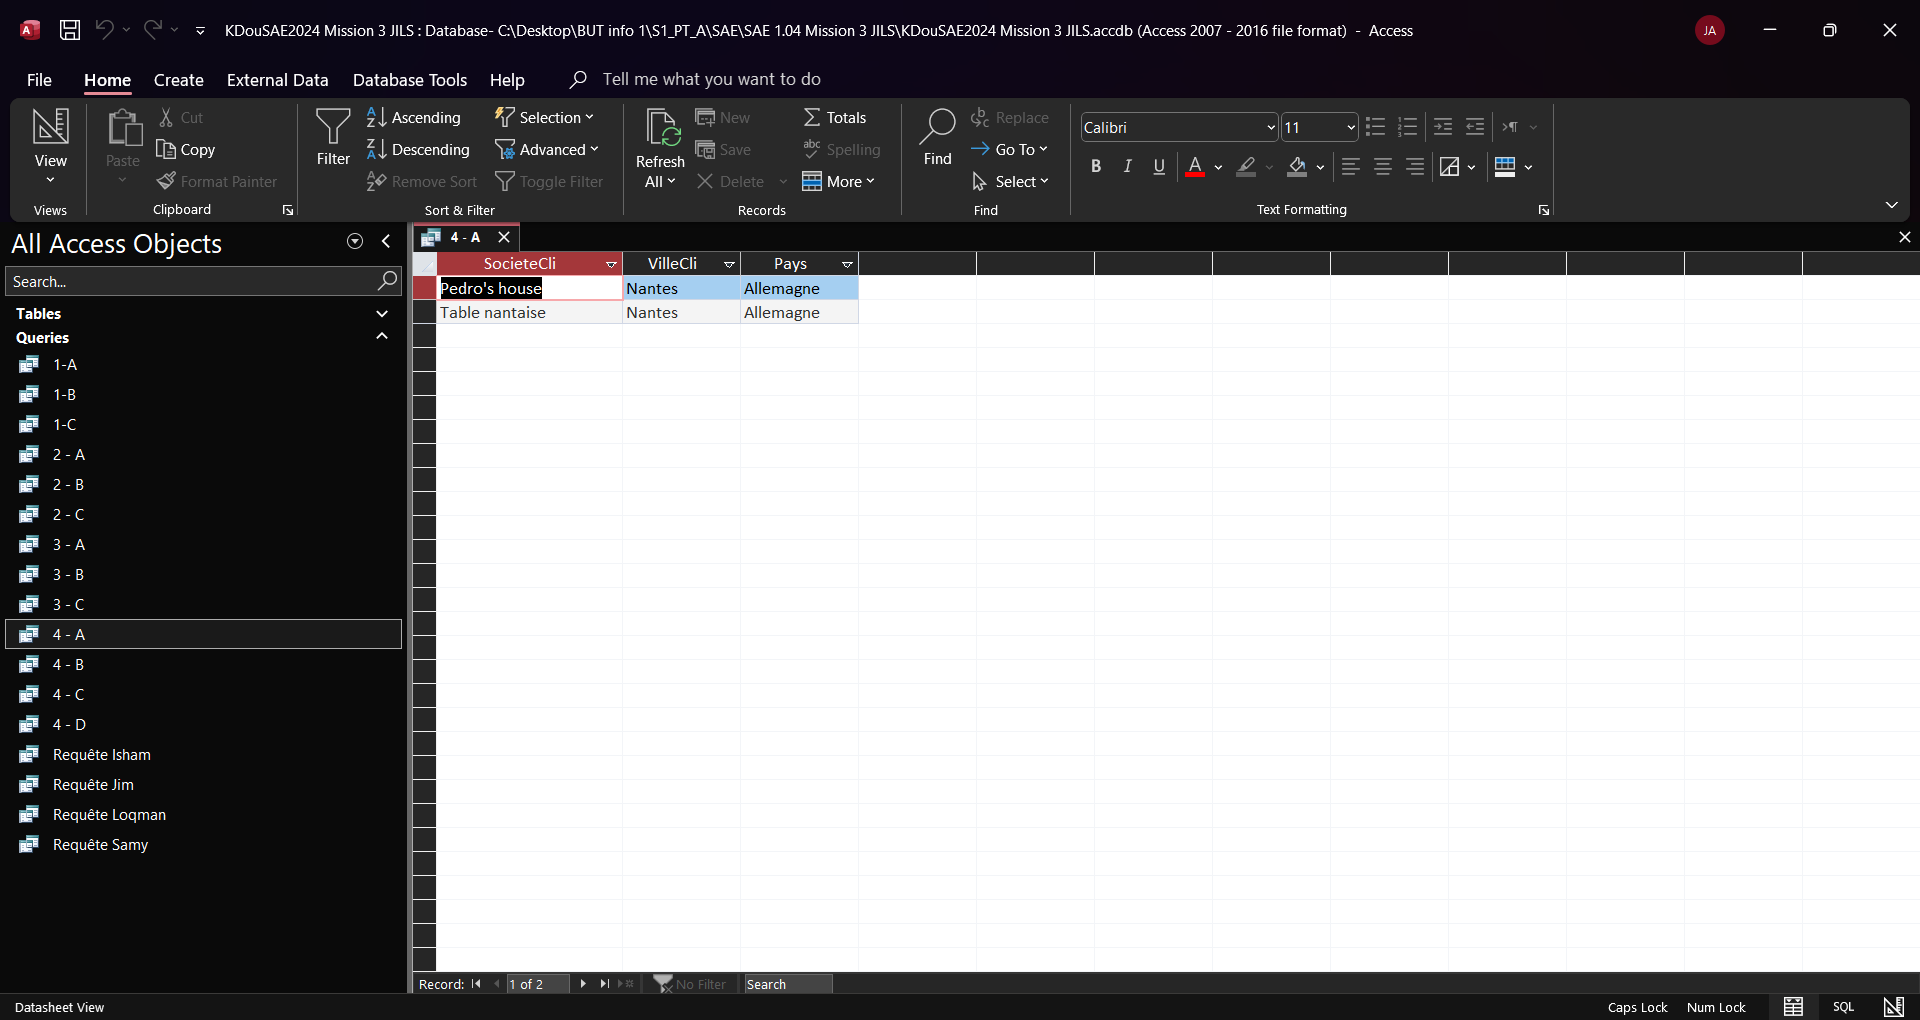 KDouSAE2024 Mission 3 JILS : Database- C:\Desktop\BUT info 1\S1_PT_A\SAE\SAE 1.04 Mission 3 JILS\KDouSAE2024 Mission 3 JILS.accdb (Access 2007 - 2016 file format) - Access
JA
File Home Create External Data Database Tools Help Tell me what you want to do
View
Views
Paste
Cut
Copy
Format Painter
Clipboard
Filter
Ascending
Descending
Remove Sort
Selection
Advanced
Toggle Filter
Sort & Filter
Refresh
All
New
Save
Delete
Totals
Spelling
More
Records
Find
Replace
Go To
Select
Find
Calibri 11
B I U A
Text Formatting
All Access Objects
Search...
Tables
Queries
1-A
1-B
1-C
2 - A
2 - B
2 - C
3 - A
3 - B
3 - C
4 - A
4 - B
4 - C
4 - D
Requête Isham
Requête Jim
Requête Loqman
Requête Samy
4 - A
SocieteCli VilleCli Pays
Pedro's house Nantes Allemagne
Table nantaise Nantes Allemagne
Record: 1 of 2 No Filter Search
Datasheet View Caps Lock Num Lock SQL